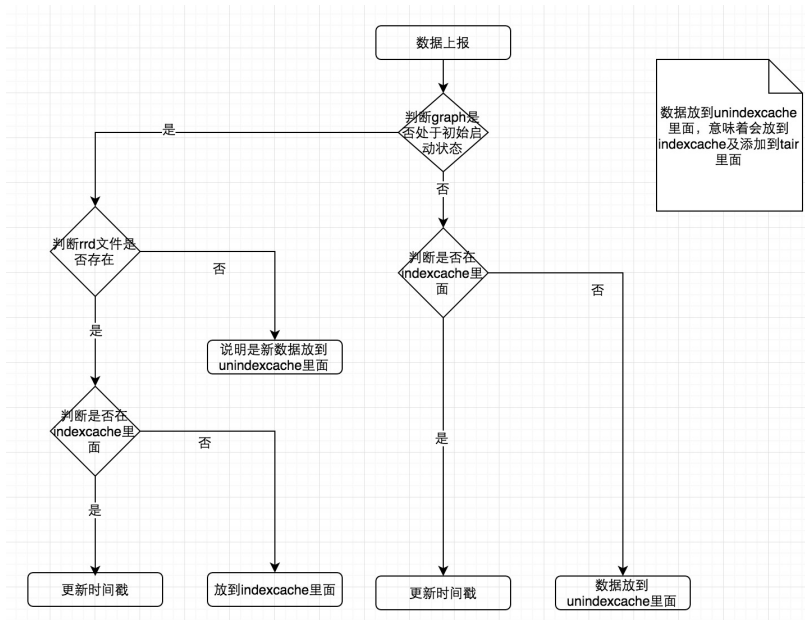 数据上报
判断graph是
否处于初始启
动状态
数据放到unindexcache
里面，意味着会放到
indexcache及添加到tair
里面
是
否
判断rrd文件是
否存在
否
判断是否在
indexcache里
面
否
是
说明是新数据放到
unindexcache里面
判断是否在
indexcache里
面
否
是
是
更新时间戳
放到indexcache里面
更新时间戳
数据放到
unindexcache里面